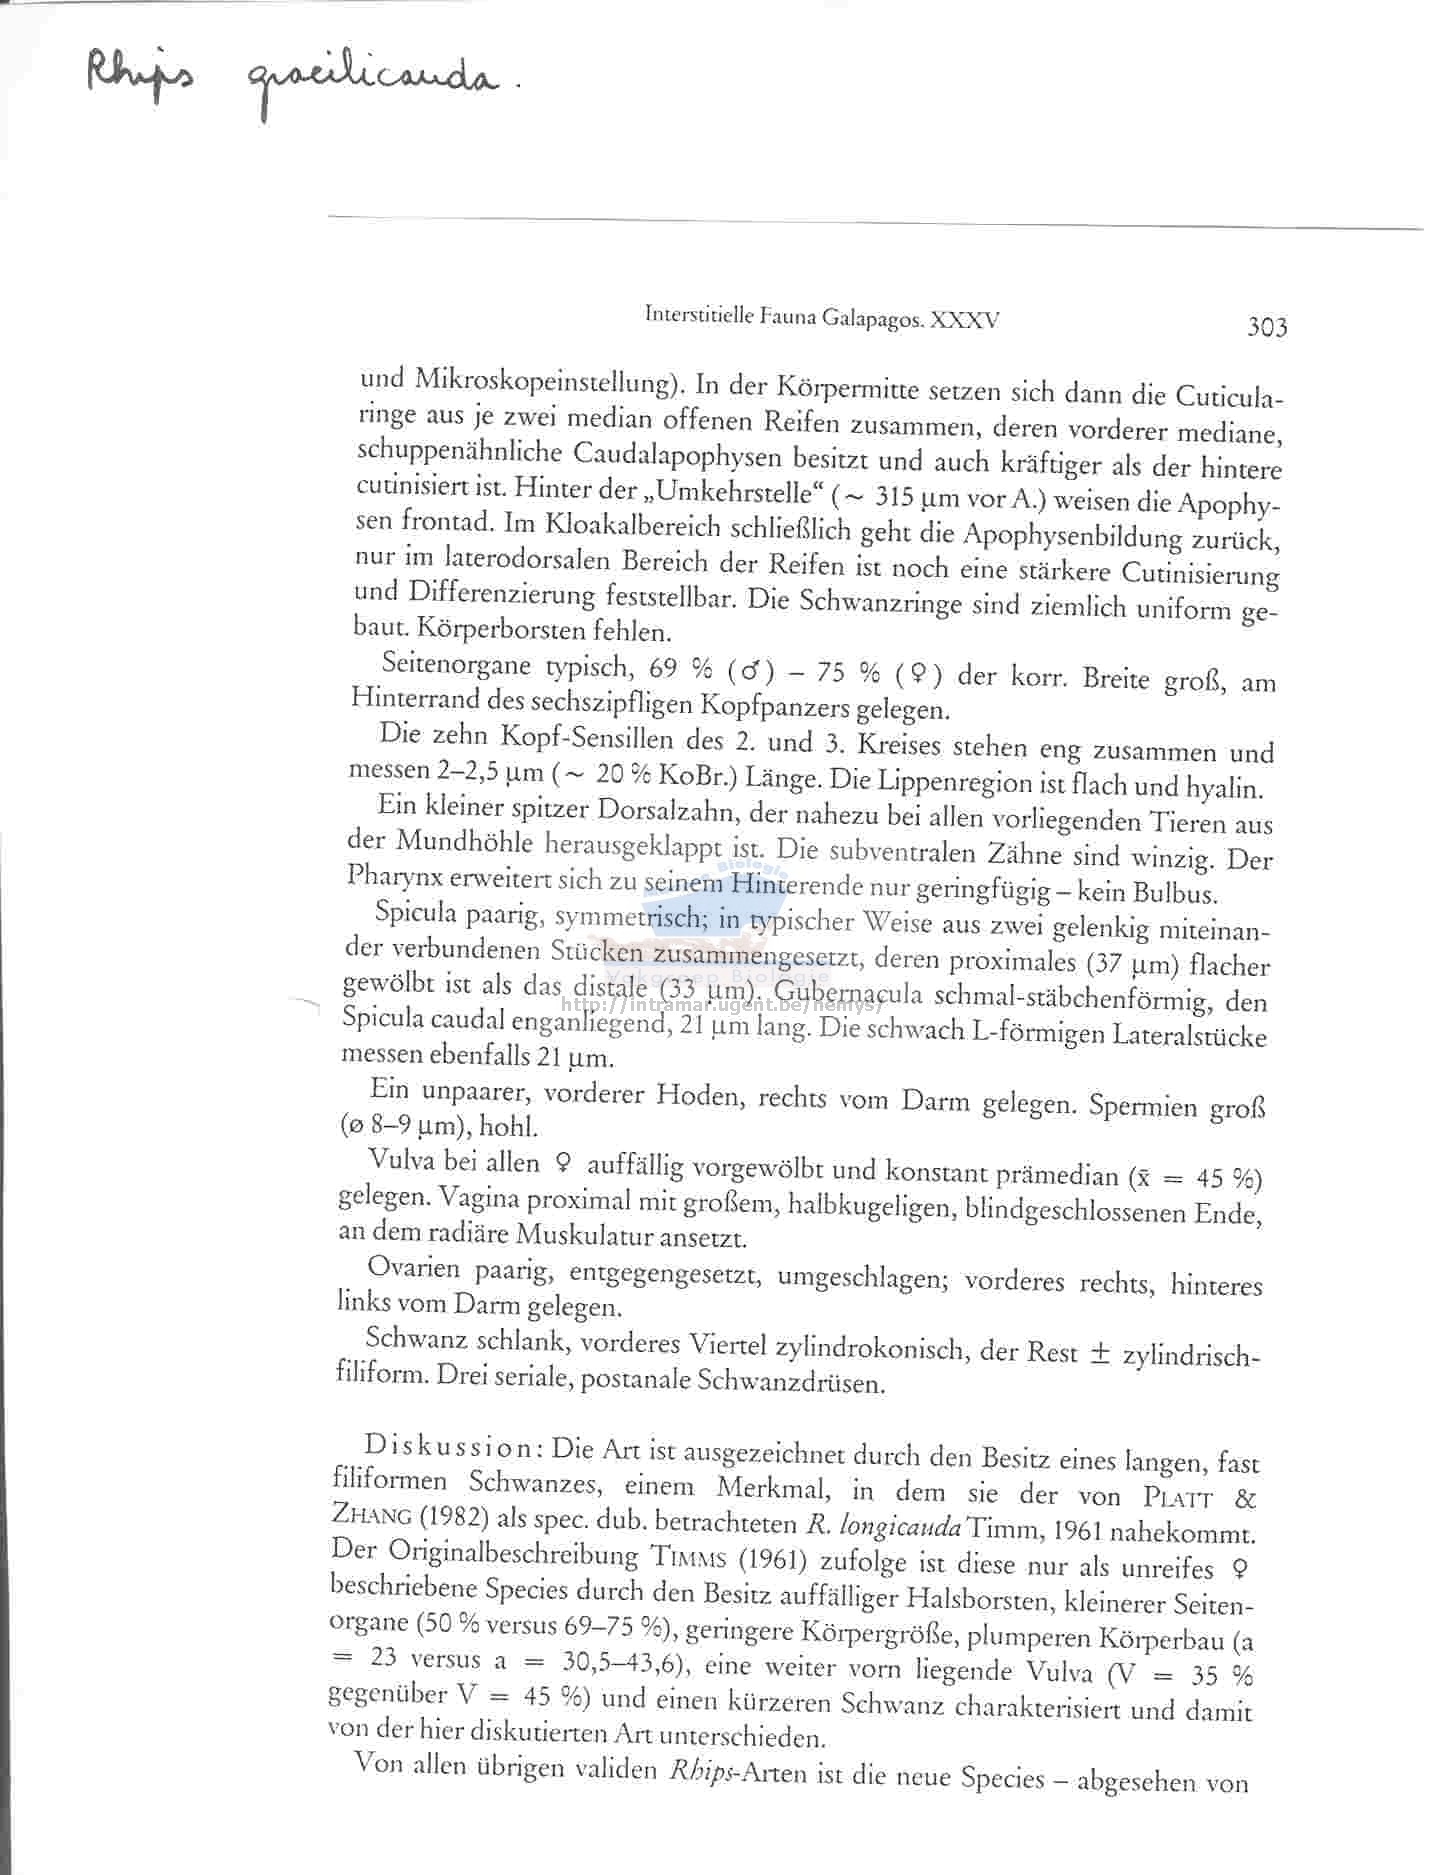 Rhips gracilicauda.
Interstitielle Fauna Galapagos. XXXV
303
und Mikroskopeinstellung). In der Körpermitte setzen sich dann die Cuticula-
ringe aus je zwei median offenen Reifen zusammen, deren vorderer mediane,
schuppenähnliche Caudalapophysen besitzt und auch kräftiger als der hintere
cutinisiert ist. Hinter der „Umkehrstelle“ (~ 315 µm vor A.) weisen die Apophy-
sen frontad. Im Kloakalbereich schließlich geht die Apophysenbildung zurück,
nur im laterodorsalen Bereich der Reifen ist noch eine stärkere Cutinisierung
und Differenzierung feststellbar. Die Schwanzringe sind ziemlich uniform ge-
baut. Körperborsten fehlen.
Seitenorgane typisch, 69 % (♂) – 75 % (♀) der korr. Breite groß, am
Hinterrand des sechszipfligen Kopfpanzers gelegen.
Die zehn Kopf-Sensillen des 2. und 3. Kreises stehen eng zusammen und
messen 2–2,5 µm (~ 20 % KoBr.) Länge. Die Lippenregion ist flach und hyalin.
Ein kleiner spitzer Dorsalzahn, der nahezu bei allen vorliegenden Tieren aus
der Mundhöhle herausgeklappt ist. Die subventralen Zähne sind winzig. Der
Pharynx erweitert sich zu seinem Hinterende nur geringfügig – kein Bulbus.
Spicula paarig, symmetrisch; in typischer Weise aus zwei gelenkig miteinan-
der verbundenen Stücken zusammengesetzt, deren proximales (37 µm) flacher
Vakgroep Biologie
gewölbt ist als das distale (33 µm). Gubernacula schmal-stäbchenförmig, den
http://intramar.ugent.be/nemys/
Spicula caudal enganliegend, 21 µm lang. Die schwach L-förmigen Lateralstücke
messen ebenfalls 21 µm.
Ein unpaarer, vorderer Hoden, rechts vom Darm gelegen. Spermien groß
(ø 8–9 µm), hohl.
Vulva bei allen ♀ auffällig vorgewölbt und konstant prämedian (x̄ = 45 %)
gelegen. Vagina proximal mit großem, halbkugeligen, blindgeschlossenen Ende,
an dem radiäre Muskulatur ansetzt.
Ovarien paarig, entgegengesetzt, umgeschlagen; vorderes rechts, hinteres
links vom Darm gelegen.
Schwanz schlank, vorderes Viertel zylindrokonisch, der Rest ± zylindrisch-
filiform. Drei seriale, postanale Schwanzdrüsen.
Diskussion: Die Art ist ausgezeichnet durch den Besitz eines langen, fast
filiformen Schwanzes, einem Merkmal, in dem sie der von PLATT &
ZHANG (1982) als spec. dub. betrachteten R. longicauda Timm, 1961 nahekommt.
Der Originalbeschreibung TIMMS (1961) zufolge ist diese nur als unreifes ♀
beschriebene Species durch den Besitz auffälliger Halsborsten, kleinerer Seiten-
organe (50 % versus 69–75 %), geringere Körpergröße, plumperen Körperbau (a
= 23 versus a = 30,5–43,6), eine weiter vorn liegende Vulva (V = 35 %
gegenüber V = 45 %) und einen kürzeren Schwanz charakterisiert und damit
von der hier diskutierten Art unterschieden.
Von allen übrigen validen Rhips-Arten ist die neue Species – abgesehen von